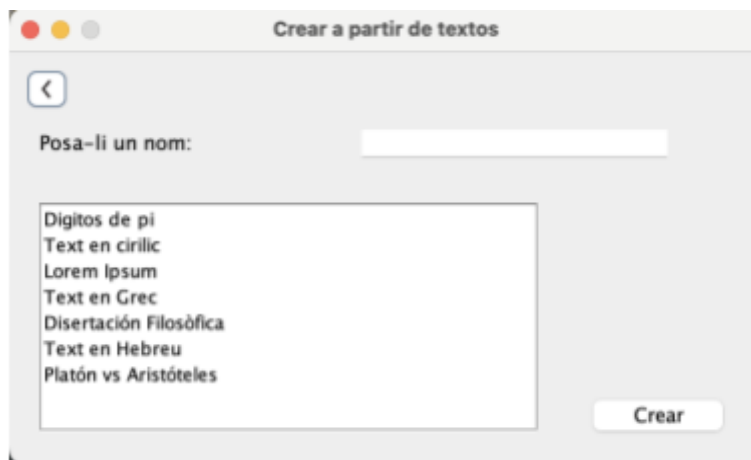 Crear a partir de textos
Posa-li un nom:
Digitos de pi
Text en cirilic
Lorem Ipsum
Text en Grec
Disertación Filosòfica
Text en Hebreu
Platón vs Aristóteles
Crear